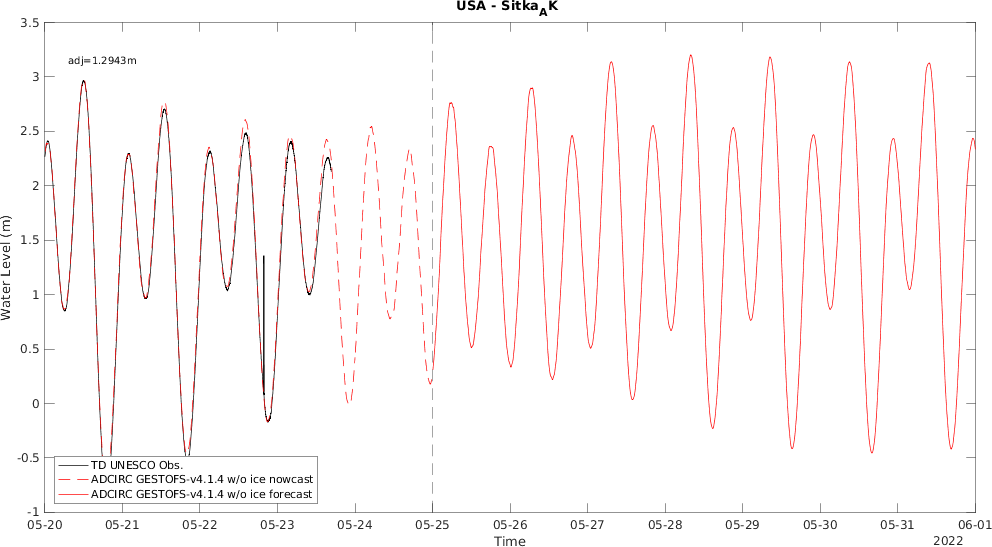 USA - Sitka_AK
adj=1.2943m
3.5
3
2.5
2
1.5
1
0.5
0
-0.5
-1
Water Level (m)
TD UNESCO Obs.
ADCIRC GESTOFS-v4.1.4 w/o ice nowcast
ADCIRC GESTOFS-v4.1.4 w/o ice forecast
05-20 05-21 05-22 05-23 05-24 05-25 05-26 05-27 05-28 05-29 05-30 05-31 06-01
Time
2022